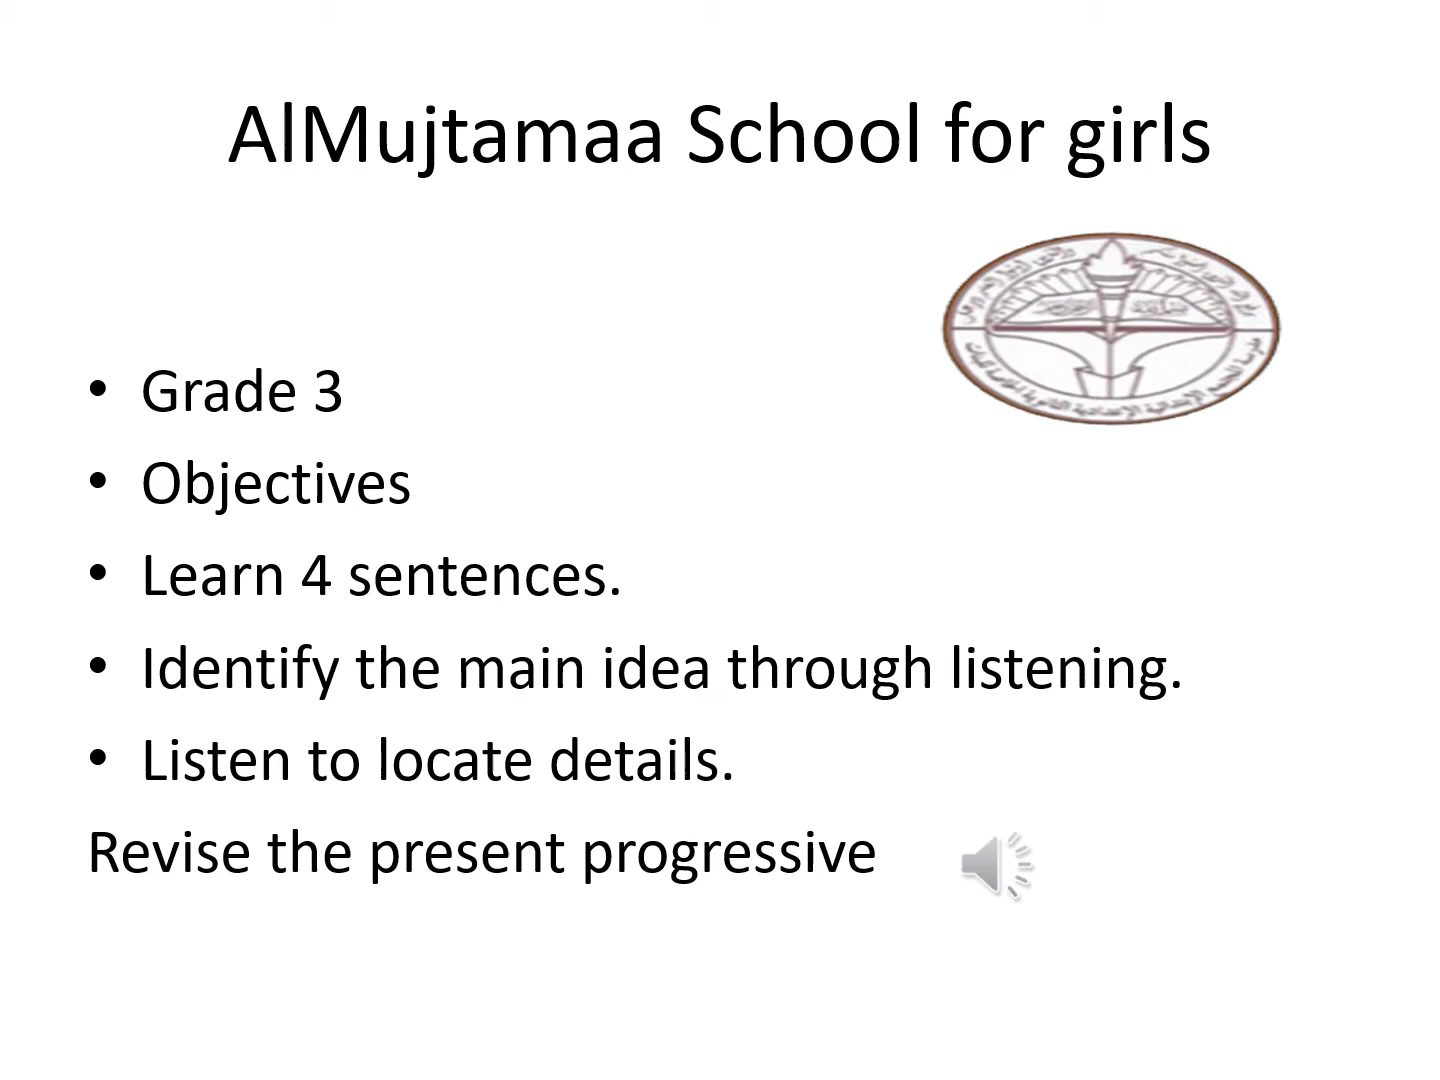 AlMujtamaa School for girls
• Grade 3
• Objectives
• Learn 4 sentences.
• Identify the main idea through listening.
• Listen to locate details.
Revise the present progressive